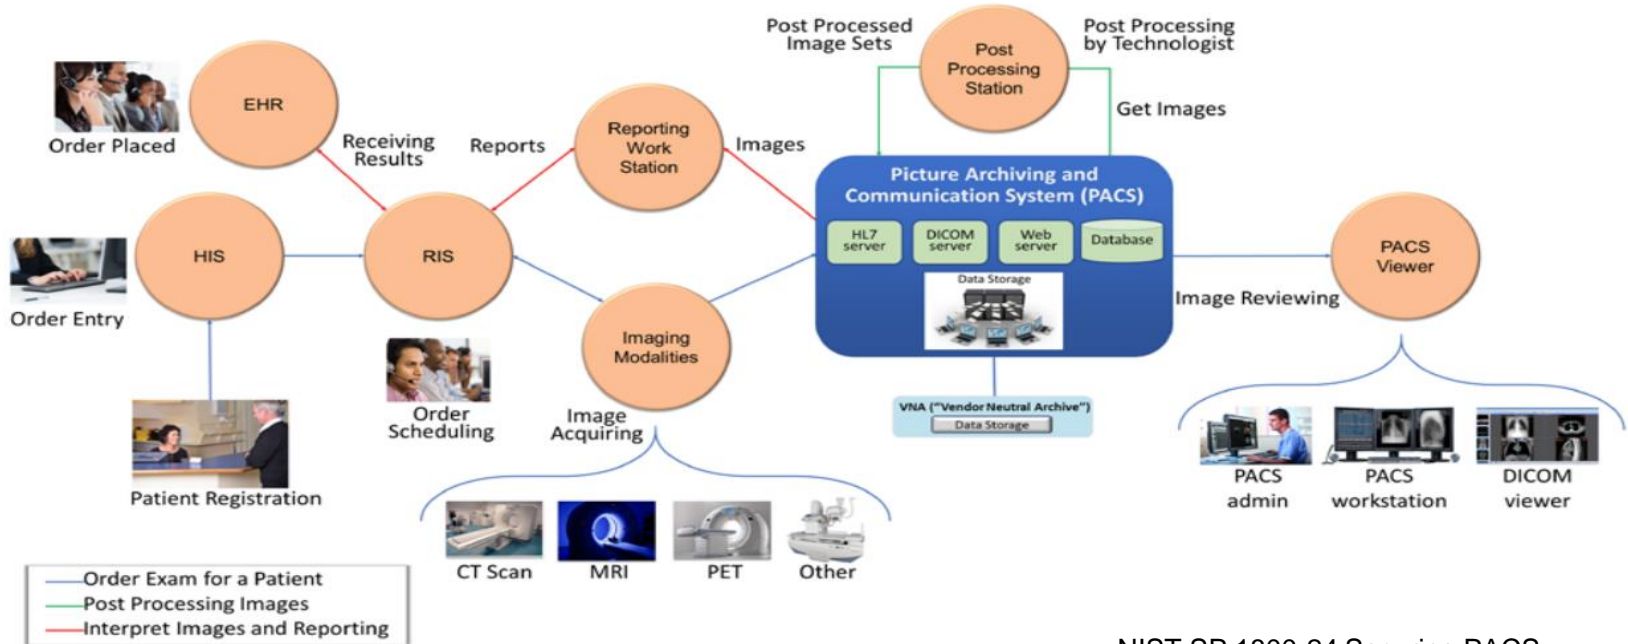 Post Processed
Image Sets
Post
Processing
Station
Post Processing
by Technologist
Get Images
EHR
Order Placed
Receiving
Results
Reports
Reporting
Work
Station
Images
Picture Archiving and
Communication System (PACS)
HL7
server
DICOM
server
Web
server
Database
Data Storage
HIS
Order Entry
RIS
PACS
Viewer
Image Reviewing
Imaging
Modalities
Order
Scheduling
Image
Acquiring
VNA ("Vendor Neutral Archive")
Data Storage
Patient Registration
CT Scan
MRI
PET
Other
PACS
admin
PACS
workstation
DICOM
viewer
Order Exam for a Patient
Post Processing Images
Interpret Images and Reporting